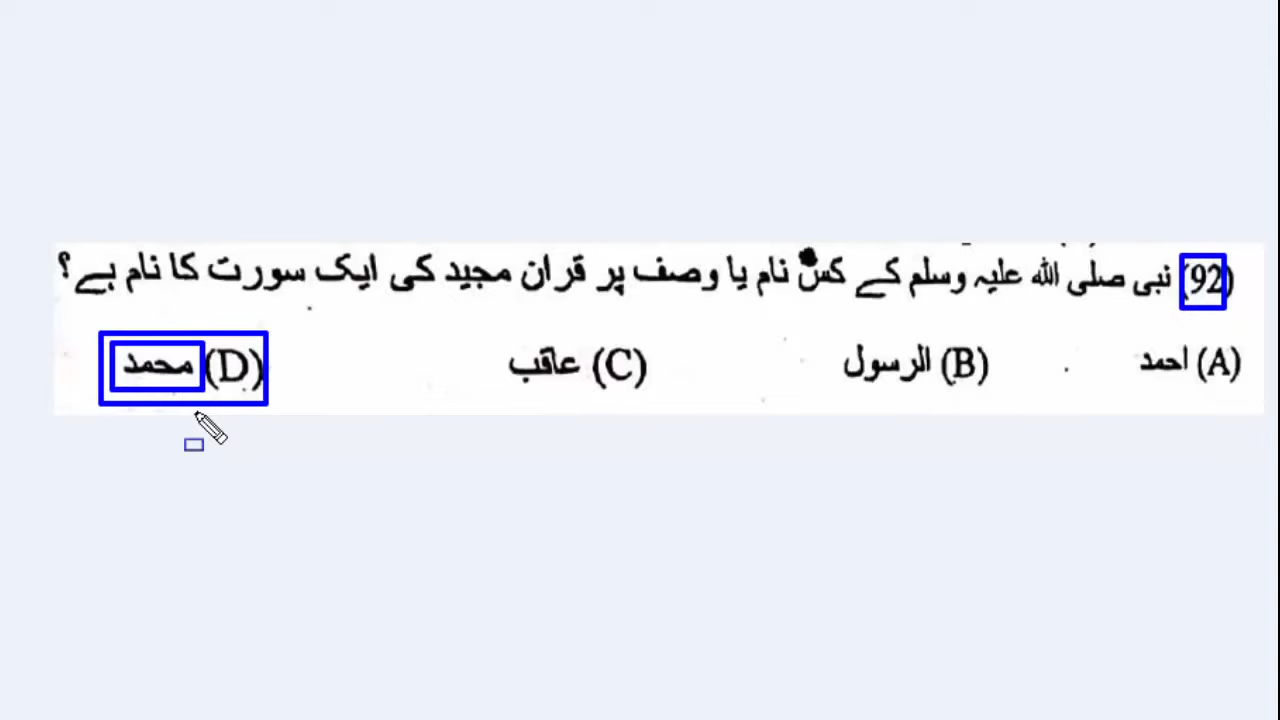 (92) نبی صلی اللہ علیہ وسلم کے کس نام یا وصف پر قران مجید کی ایک سورت کا نام ہے؟
(A) احمد (B) الرسول (C) عاقب (D) محمد